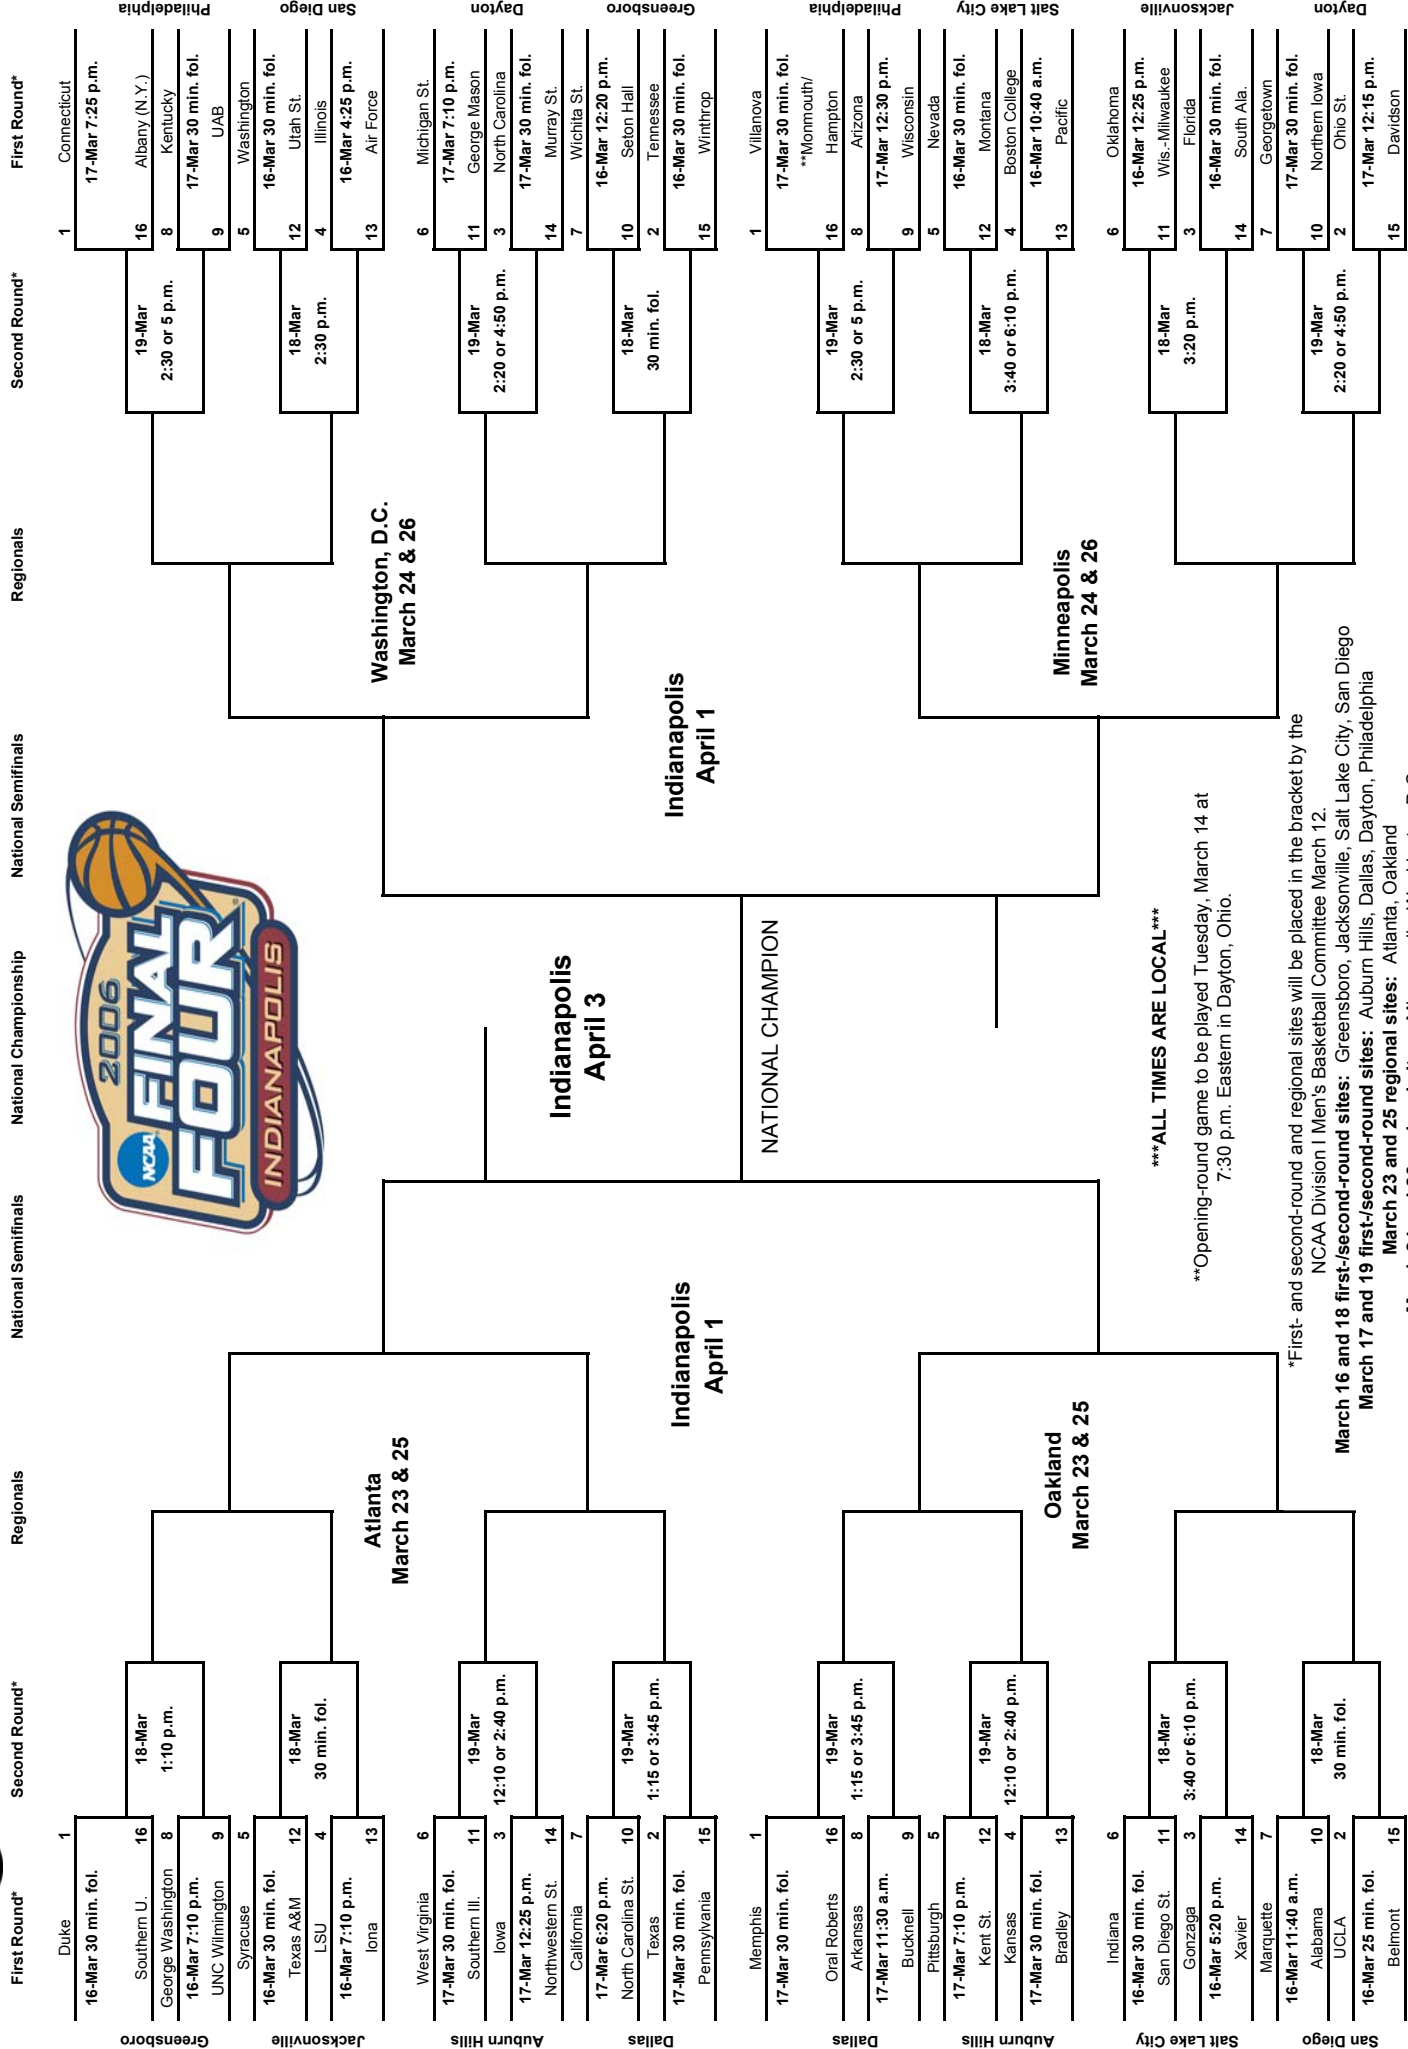 First Round*
Second Round*
Regionals
National Semifinals
National Championship
National Semifinals
Regionals
Second Round*
First Round*
Greensboro
Duke
1
16-Mar 30 min. fol.
Southern U.
16
George Washington
8
16-Mar 7:10 p.m.
UNC Wilmington
9
18-Mar
1:10 p.m.
Jacksonville
Syracuse
5
16-Mar 30 min. fol.
Texas A&M
12
LSU
4
16-Mar 7:10 p.m.
Iona
13
18-Mar
30 min. fol.
Atlanta
March 23 & 25
Auburn Hills
West Virginia
6
17-Mar 30 min. fol.
Southern Ill.
11
Iowa
3
17-Mar 12:25 p.m.
Northwestern St.
14
19-Mar
12:10 or 2:40 p.m.
Dallas
California
7
17-Mar 6:20 p.m.
North Carolina St.
10
Texas
2
17-Mar 30 min. fol.
Pennsylvania
15
19-Mar
1:15 or 3:45 p.m.
Indianapolis
April 1
Dallas
Memphis
1
17-Mar 30 min. fol.
Oral Roberts
16
Arkansas
8
17-Mar 11:30 a.m.
Bucknell
9
19-Mar
1:15 or 3:45 p.m.
Auburn Hills
Pittsburgh
5
17-Mar 7:10 p.m.
Kent St.
12
Kansas
4
17-Mar 30 min. fol.
Bradley
13
19-Mar
12:10 or 2:40 p.m.
Oakland
March 23 & 25
Salt Lake City
Indiana
6
16-Mar 30 min. fol.
San Diego St.
11
Gonzaga
3
16-Mar 5:20 p.m.
Xavier
14
18-Mar
3:40 or 6:10 p.m.
San Diego
Marquette
7
16-Mar 11:40 a.m.
Alabama
10
UCLA
2
16-Mar 25 min. fol.
Belmont
15
18-Mar
30 min. fol.
2006
NCAA
FINAL
FOUR
INDIANAPOLIS
Indianapolis
April 3
NATIONAL CHAMPION
Philadelphia
Connecticut
1
17-Mar 7:25 p.m.
Albany (N.Y.)
16
Kentucky
8
17-Mar 30 min. fol.
UAB
9
19-Mar
2:30 or 5 p.m.
San Diego
Washington
5
16-Mar 30 min. fol.
Utah St.
12
Illinois
4
16-Mar 4:25 p.m.
Air Force
13
18-Mar
2:30 p.m.
Washington, D.C.
March 24 & 26
Dayton
Michigan St.
6
17-Mar 7:10 p.m.
George Mason
11
North Carolina
3
17-Mar 30 min. fol.
Murray St.
14
19-Mar
2:20 or 4:50 p.m.
Greensboro
Wichita St.
7
16-Mar 12:20 p.m.
Seton Hall
10
Tennessee
2
16-Mar 30 min. fol.
Winthrop
15
18-Mar
30 min. fol.
Indianapolis
April 1
Philadelphia
Villanova
1
17-Mar 30 min. fol.
**Monmouth/
Hampton
16
Arizona
8
17-Mar 12:30 p.m.
Wisconsin
9
19-Mar
2:30 or 5 p.m.
Salt Lake City
Nevada
5
16-Mar 30 min. fol.
Montana
12
Boston College
4
16-Mar 10:40 a.m.
Pacific
13
18-Mar
3:40 or 6:10 p.m.
Minneapolis
March 24 & 26
Jacksonville
Oklahoma
6
16-Mar 12:25 p.m.
Wis.-Milwaukee
11
Florida
3
16-Mar 30 min. fol.
South Ala.
14
18-Mar
3:20 p.m.
Dayton
Georgetown
7
17-Mar 30 min. fol.
Northern Iowa
10
Ohio St.
2
17-Mar 12:15 p.m.
Davidson
15
19-Mar
2:20 or 4:50 p.m.
***ALL TIMES ARE LOCAL***
**Opening-round game to be played Tuesday, March 14 at
7:30 p.m. Eastern in Dayton, Ohio.
*First- and second-round and regional sites will be placed in the bracket by the
NCAA Division I Men's Basketball Committee March 12.
March 16 and 18 first-/second-round sites: Greensboro, Jacksonville, Salt Lake City, San Diego
March 17 and 19 first-/second-round sites: Auburn Hills, Dallas, Dayton, Philadelphia
March 23 and 25 regional sites: Atlanta, Oakland